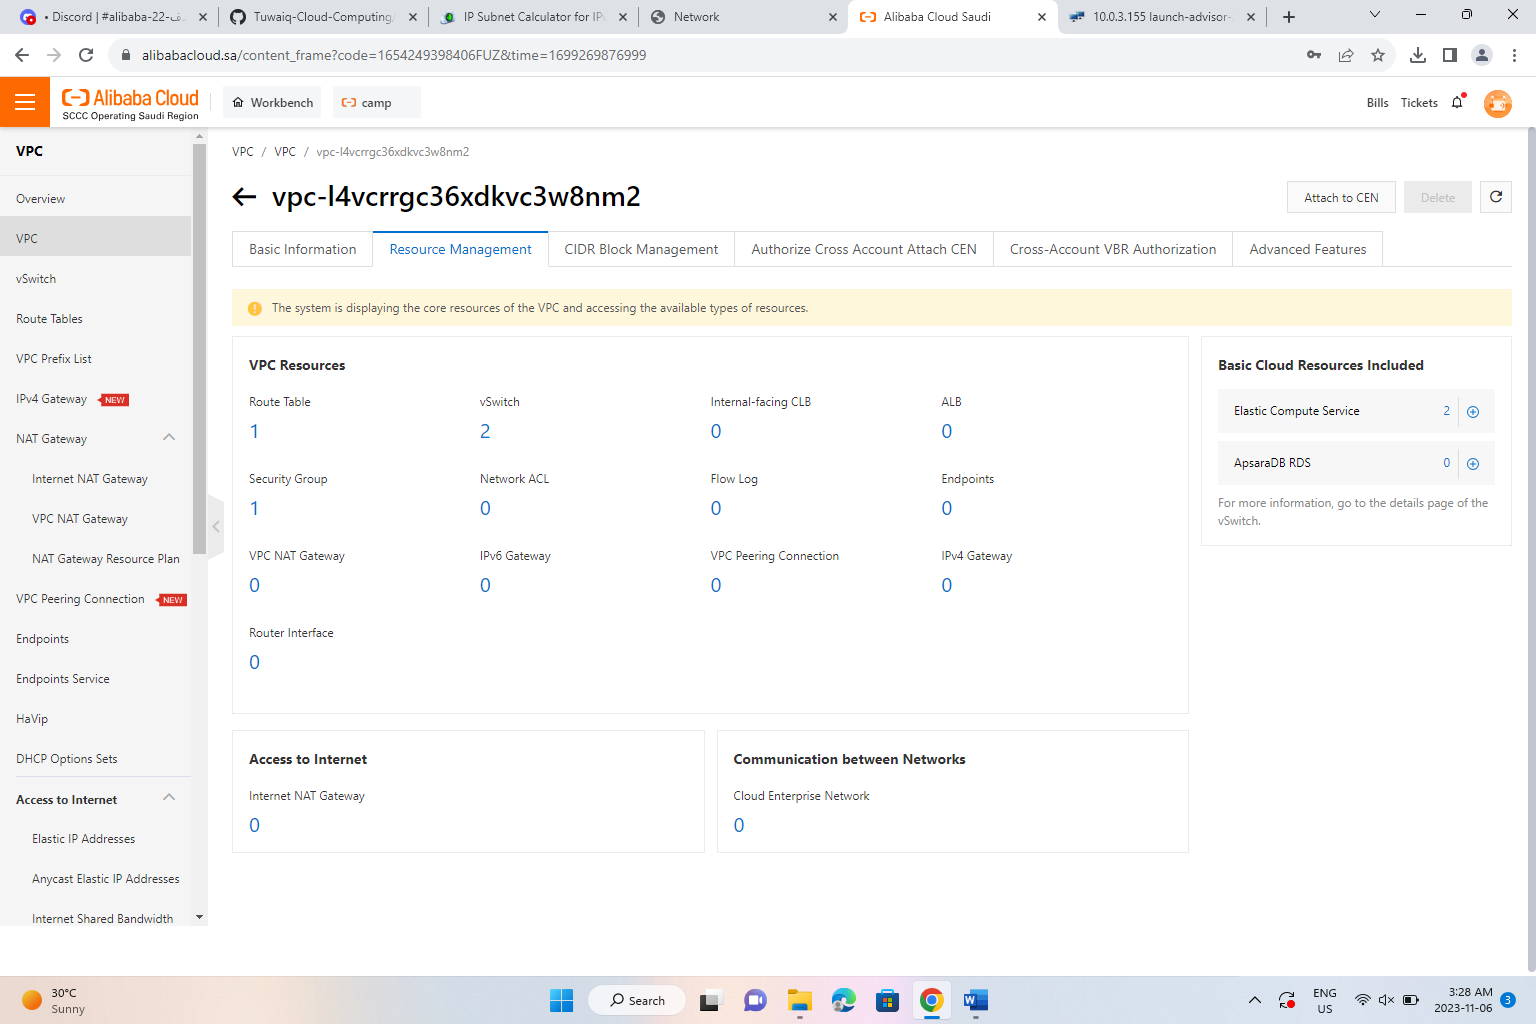 • Discord | #alibaba-22-
Tuwaiq-Cloud-Computing
IP Subnet Calculator for IP
Network
Alibaba Cloud Saudi
10.0.3.155 launch-advisor-
alibabacloud.sa/content_frame?code=1654249398406FUZ&time=1699269876999
Alibaba Cloud
SCCC Operating Saudi Region
Workbench
camp
Bills
Tickets
VPC
Overview
VPC
vSwitch
Route Tables
VPC Prefix List
IPv4 Gateway NEW
NAT Gateway
Internet NAT Gateway
VPC NAT Gateway
NAT Gateway Resource Plan
VPC Peering Connection NEW
Endpoints
Endpoints Service
HaVip
DHCP Options Sets
Access to Internet
Elastic IP Addresses
Anycast Elastic IP Addresses
Internet Shared Bandwidth
VPC / VPC / vpc-l4vcrrgc36xdkvc3w8nm2
vpc-l4vcrrgc36xdkvc3w8nm2
Attach to CEN
Delete
Basic Information
Resource Management
CIDR Block Management
Authorize Cross Account Attach CEN
Cross-Account VBR Authorization
Advanced Features
The system is displaying the core resources of the VPC and accessing the available types of resources.
VPC Resources
Route Table
1
vSwitch
2
Internal-facing CLB
0
ALB
0
Security Group
1
Network ACL
0
Flow Log
0
Endpoints
0
VPC NAT Gateway
0
IPv6 Gateway
0
VPC Peering Connection
0
IPv4 Gateway
0
Router Interface
0
Access to Internet
Internet NAT Gateway
0
Communication between Networks
Cloud Enterprise Network
0
Basic Cloud Resources Included
Elastic Compute Service 2
ApsaraDB RDS 0
For more information, go to the details page of the
vSwitch.
30°C
Sunny
Search
ENG
US
3:28 AM
2023-11-06
3